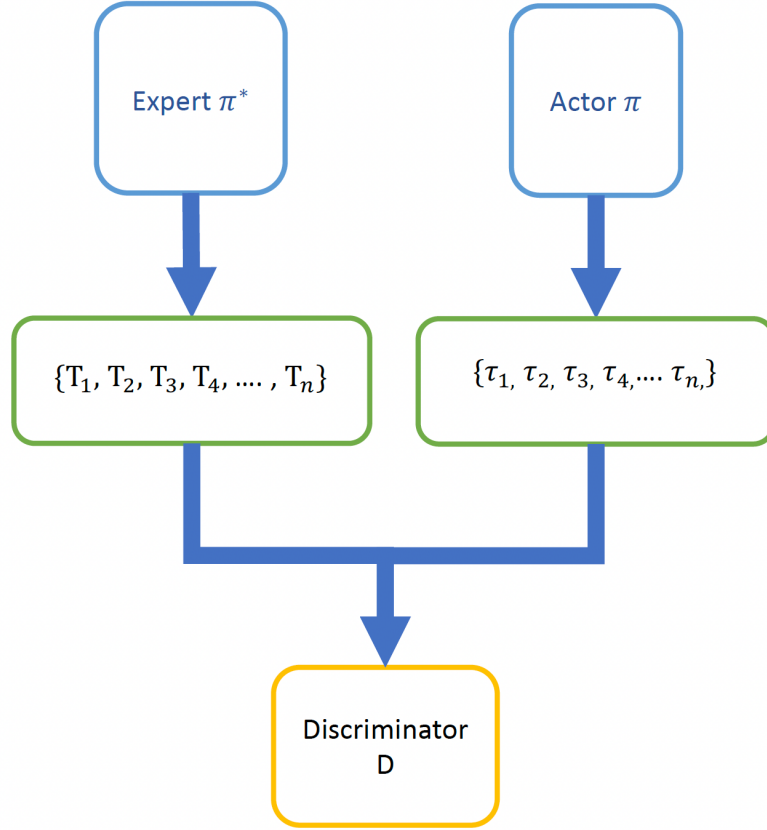 Expert π*
Actor π
{T₁, T₂, T₃, T₄, .... , Tₙ}
{τ₁, τ₂, τ₃, τ₄,.... τₙ,}
Discriminator
D